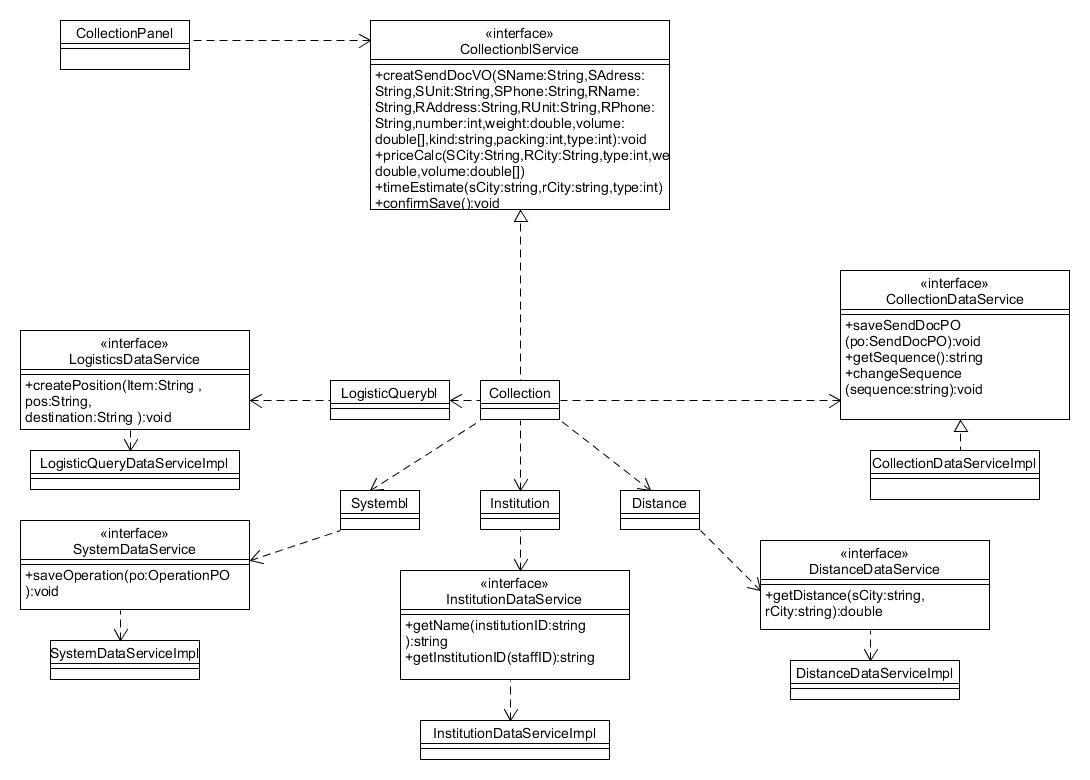 CollectionPanel
«interface»
CollectionblService
+creatSendDocVO(SName:String,SAdress:
String,SUnit:String,SPhone:String,RName:
String,RAddress:String,RUnit:String,RPhone:
String,number:int,weight:double,volume:
double[],kind:string,packing:int,type:int):void
+priceCalc(SCity:String,RCity:String,type:int,we
double,volume:double[])
+timeEstimate(sCity:string,rCity:string,type:int)
+confirmSave():void
«interface»
CollectionDataService
+saveSendDocPO
(po:SendDocPO):void
+getSequence():string
+changeSequence
(sequence:string):void
«interface»
LogisticsDataService
+createPosition(Item:String ,
pos:String,
destination:String ):void
LogisticQuerybl
Collection
LogisticQueryDataServiceImpl
CollectionDataServiceImpl
Systembl
Institution
Distance
«interface»
SystemDataService
+saveOperation(po:OperationPO
):void
«interface»
InstitutionDataService
+getName(institutionID:string
):string
+getInstitutionID(staffID):string
«interface»
DistanceDataService
+getDistance(sCity:string,
rCity:string):double
SystemDataServiceImpl
DistanceDataServiceImpl
InstitutionDataServiceImpl